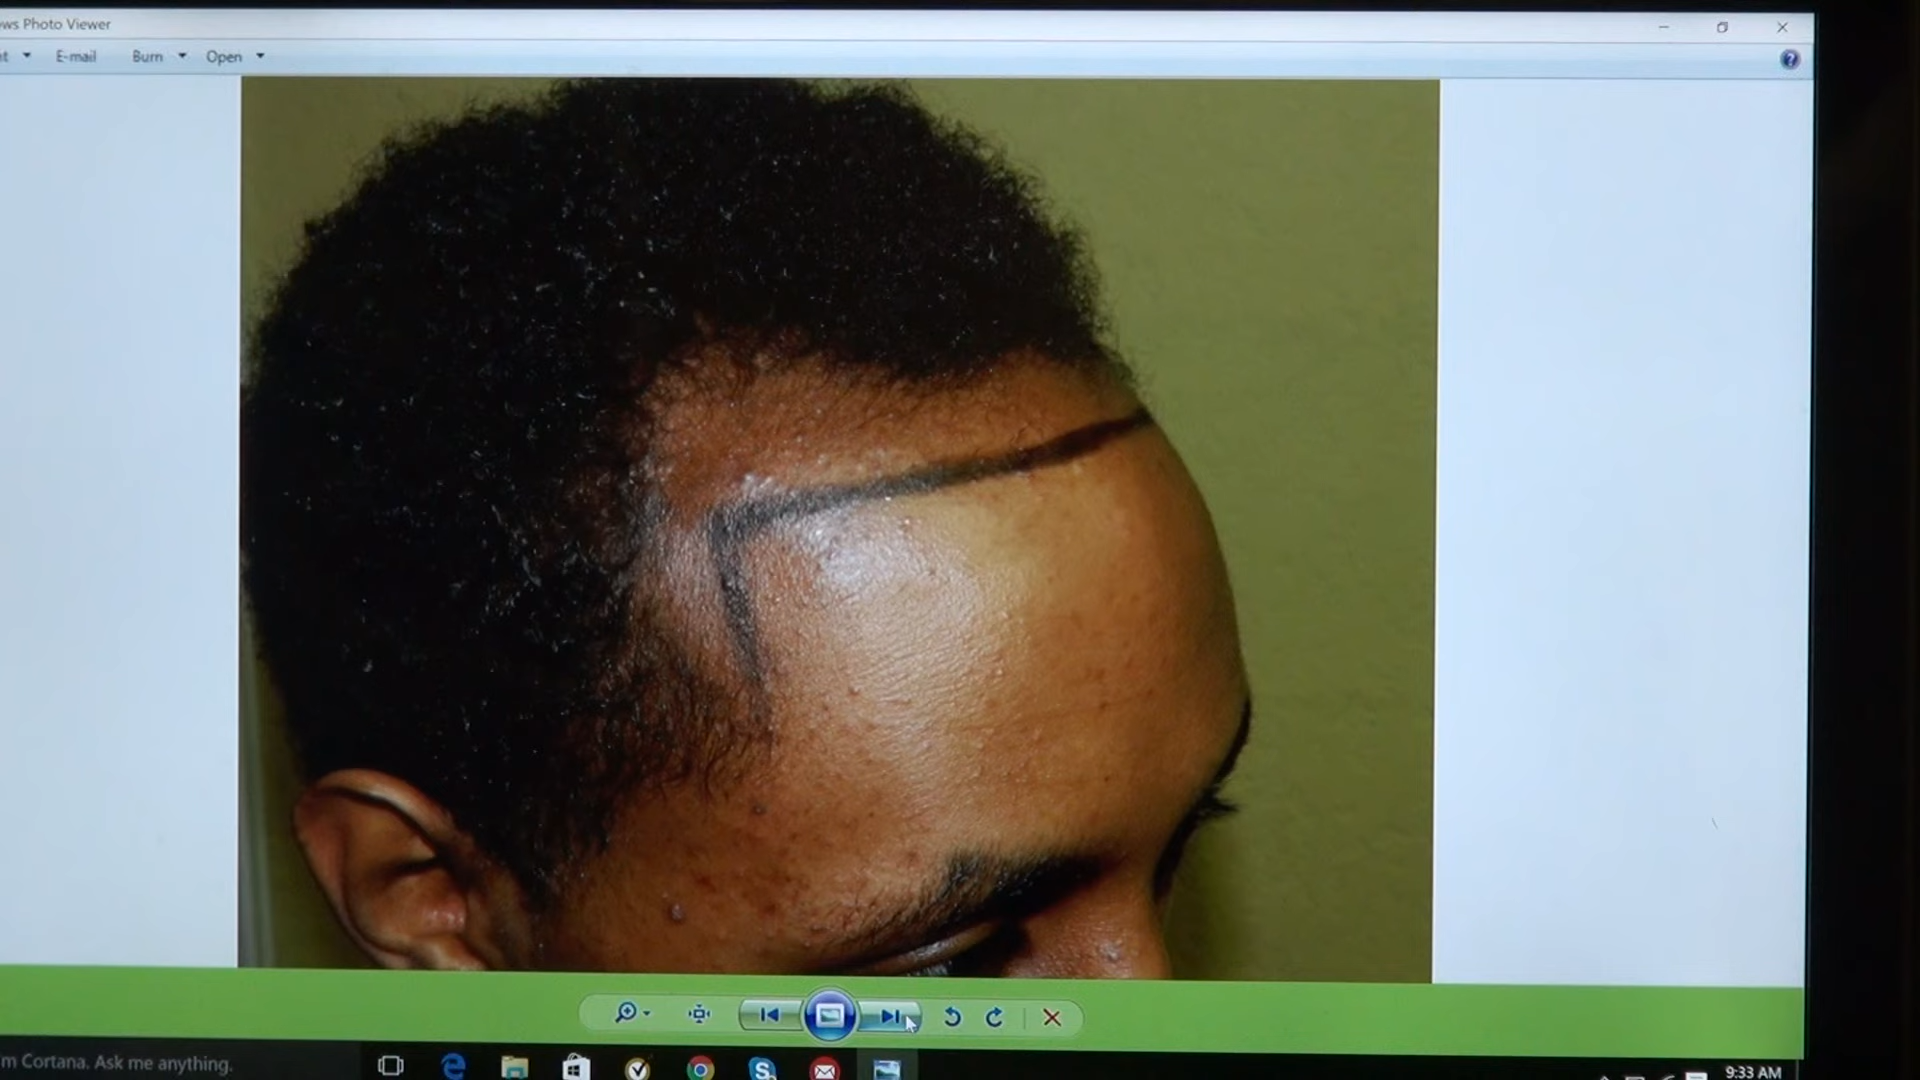 ws Photo Viewer
t E-mail Burn Open
?
m Cortana. Ask me anything.
S
9:33 AM